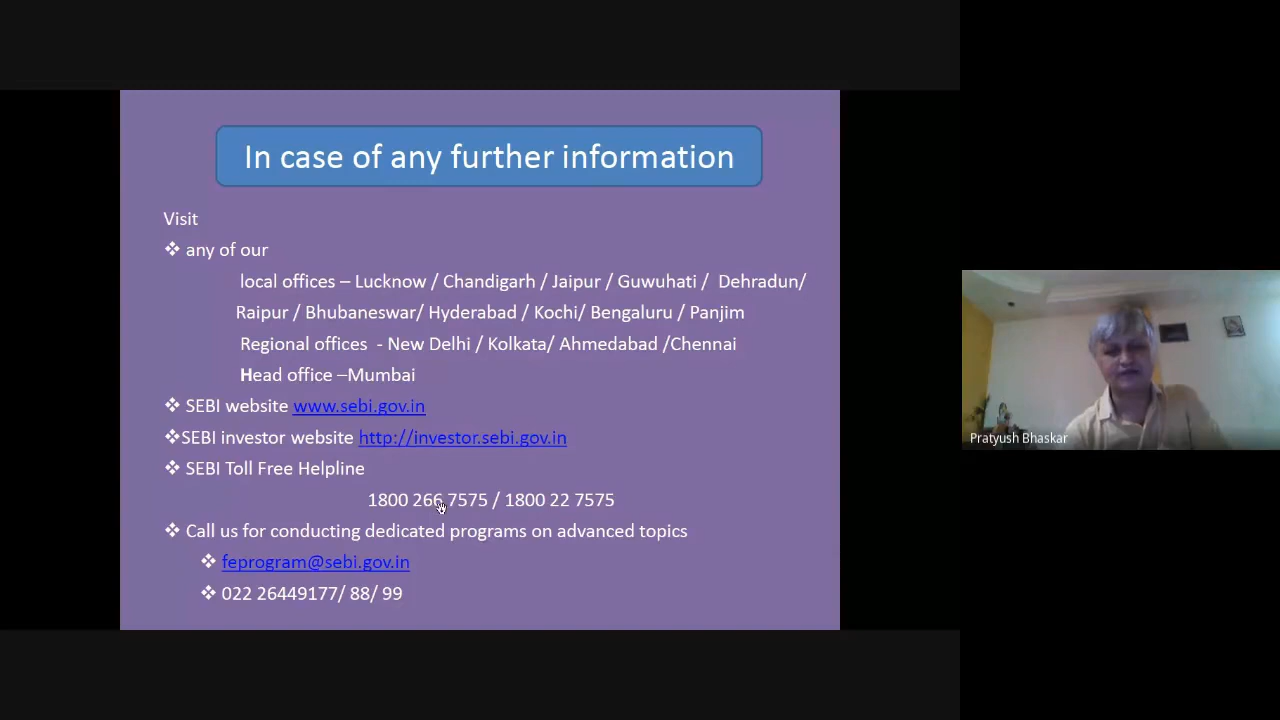 In case of any further information
Visit
❖ any of our
local offices – Lucknow / Chandigarh / Jaipur / Guwuhati / Dehradun/
Raipur / Bhubaneswar/ Hyderabad / Kochi/ Bengaluru / Panjim
Regional offices - New Delhi / Kolkata/ Ahmedabad /Chennai
Head office –Mumbai
❖ SEBI website www.sebi.gov.in
❖SEBI investor website http://investor.sebi.gov.in
❖ SEBI Toll Free Helpline
1800 266 7575 / 1800 22 7575
❖ Call us for conducting dedicated programs on advanced topics
❖ feprogram@sebi.gov.in
❖ 022 26449177/ 88/ 99
Pratyush Bhaskar